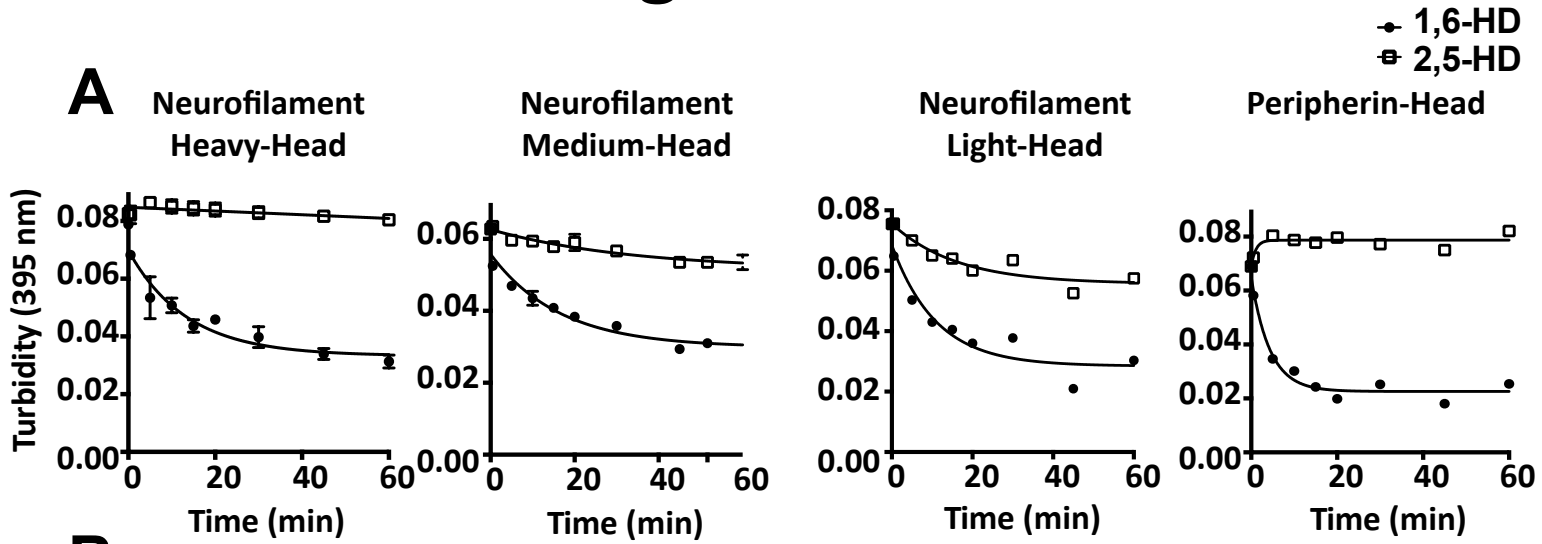 1,6-HD
2,5-HD
A
Neurofilament
Heavy-Head
Neurofilament
Medium-Head
Neurofilament
Light-Head
Peripherin-Head
Turbidity (395 nm)
0.08
0.06
0.04
0.02
0.00
0 20 40 60
Time (min)
0.06
0.04
0.02
0.00
0 20 40 60
Time (min)
0.08
0.06
0.04
0.02
0.00
0 20 40 60
Time (min)
0.08
0.06
0.04
0.02
0.00
0 20 40 60
Time (min)